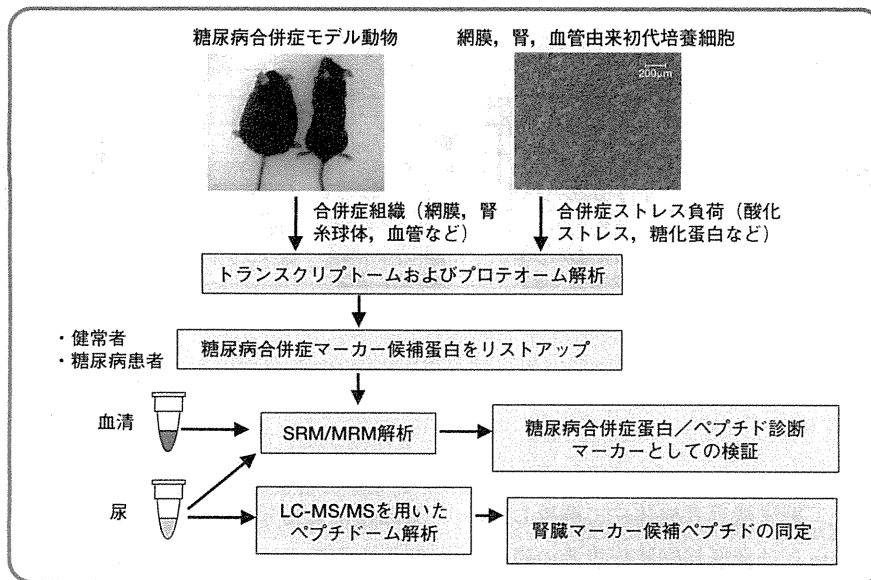 糖尿病合併症モデル動物
網膜，腎，血管由来初代培養細胞
200μm
合併症組織（網膜，腎
糸球体，血管など）
合併症ストレス負荷（酸化
ストレス，糖化蛋白など）
トランスクリプトームおよびプロテオーム解析
・健常者
・糖尿病患者
糖尿病合併症マーカー候補蛋白をリストアップ
血清
SRM/MRM解析
糖尿病合併症蛋白／ペプチド診断
マーカーとしての検証
尿
LC-MS/MSを用いた
ペプチドーム解析
腎臓マーカー候補ペプチドの同定